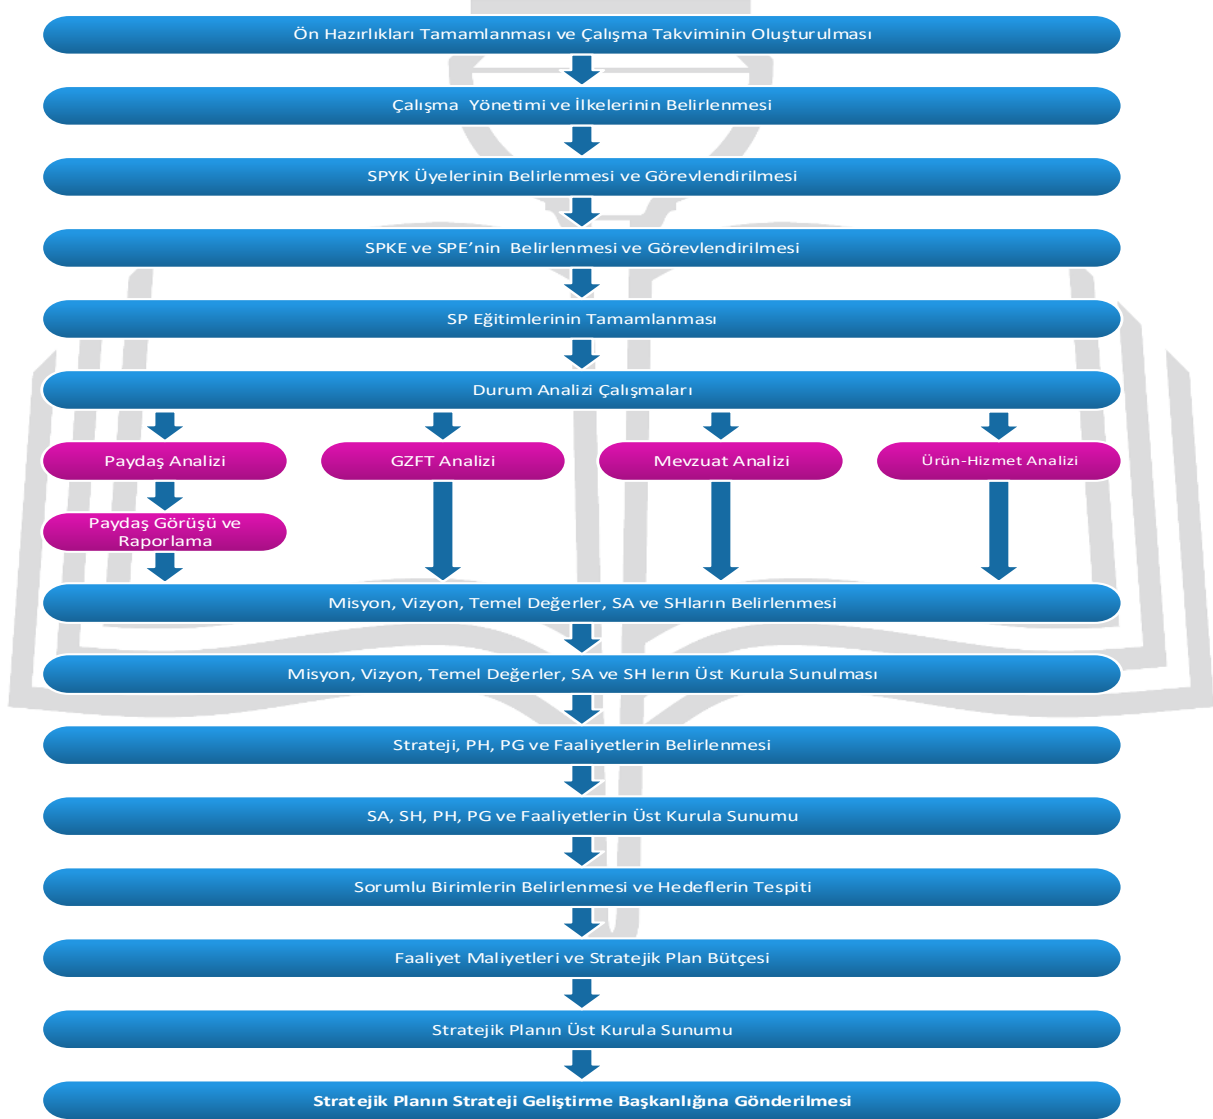 Ön Hazırlıkları Tamamlanması ve Çalışma Takviminin Oluşturulması
Çalışma Yönetimi ve İlkelerinin Belirlenmesi
SPYK Üyelerinin Belirlenmesi ve Görevlendirilmesi
SPKE ve SPE’nin Belirlenmesi ve Görevlendirilmesi
SP Eğitimlerinin Tamamlanması
Durum Analizi Çalışmaları
Paydaş Analizi
GZFT Analizi
Mevzuat Analizi
Ürün-Hizmet Analizi
Paydaş Görüşü ve
Raporlama
Misyon, Vizyon, Temel Değerler, SA ve SHların Belirlenmesi
Misyon, Vizyon, Temel Değerler, SA ve SH lerın Üst Kurula Sunulması
Strateji, PH, PG ve Faaliyetlerin Belirlenmesi
SA, SH, PH, PG ve Faaliyetlerin Üst Kurula Sunumu
Sorumlu Birimlerin Belirlenmesi ve Hedeflerin Tespiti
Faaliyet Maliyetleri ve Stratejik Plan Bütçesi
Stratejik Planın Üst Kurula Sunumu
Stratejik Planın Strateji Geliştirme Başkanlığına Gönderilmesi